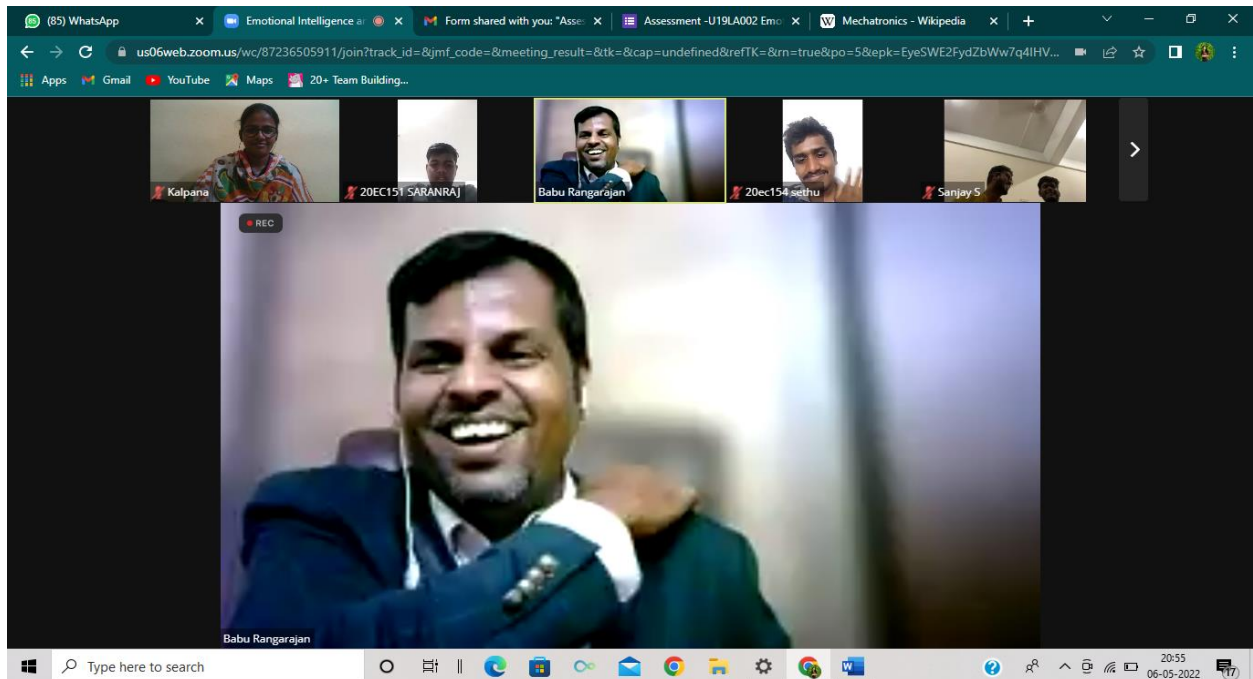 (85) WhatsApp
Emotional Intelligence ar
Form shared with you: "Asse
Assessment -U19LA002 Emo
Mechatronics - Wikipedia
us06web.zoom.us/wc/87236505911/join?track_id=&jmf_code=&meeting_result=&tk=&cap=undefined&refTK=&rn=true&po=5&epk=EyeSWE2FydZbWw7q4IHV...
Apps Gmail YouTube Maps 20+ Team Building...
Kalpana
20EC151 SARANRAJ
Babu Rangarajan
20ec154 sethu
Sanjay S
REC
Babu Rangarajan
Type here to search
20:55
06-05-2022
17